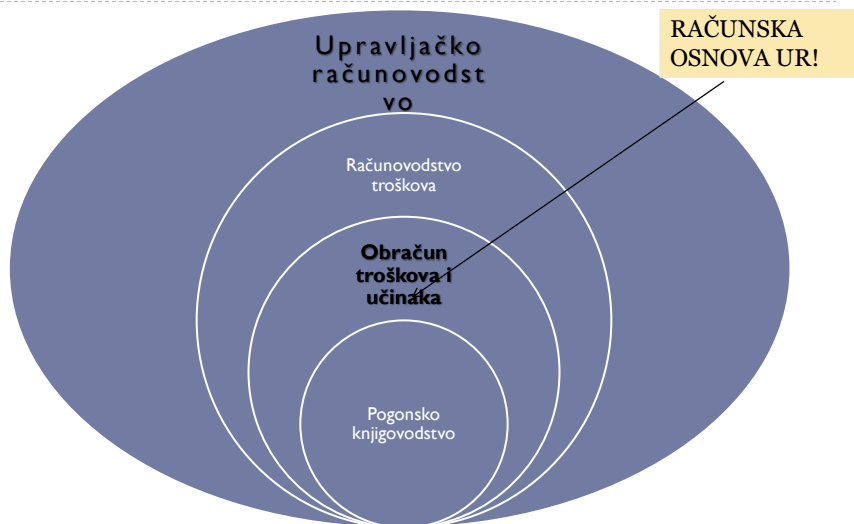 RAČUNSKA
OSNOVA UR!
Upravljačko
računovodst
vo
Računovodstvo
troškova
Obračun
troškova i
učinaka
Pogonsko
knjigovodstvo